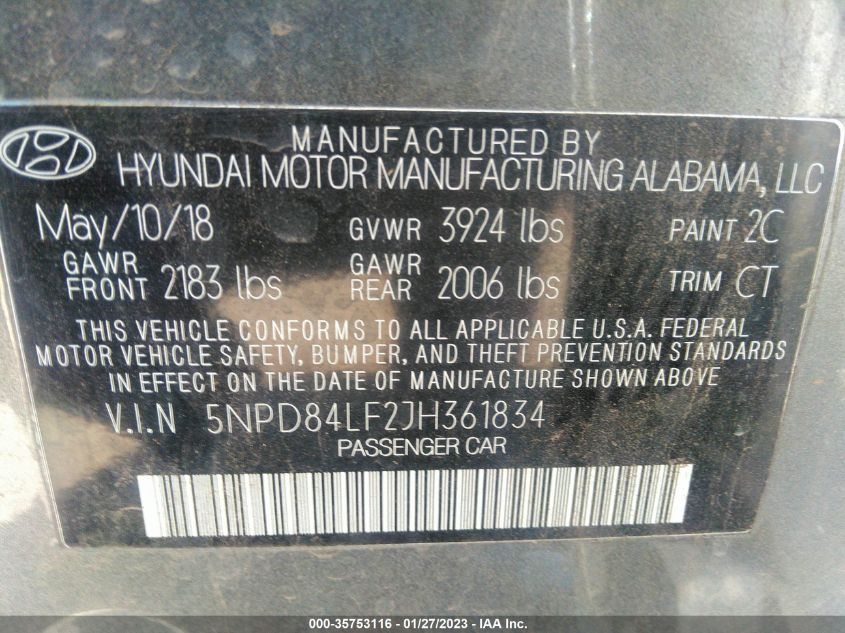 MANUFACTURED BY
HYUNDAI MOTOR MANUFACTURING ALABAMA, LLC
May/10/18 GVWR 3924 lbs PAINT 2C
GAWR FRONT 2183 lbs GAWR REAR 2006 lbs TRIM CT
THIS VEHICLE CONFORMS TO ALL APPLICABLE U.S.A. FEDERAL
MOTOR VEHICLE SAFETY, BUMPER, AND THEFT PREVENTION STANDARDS
IN EFFECT ON THE DATE OF MANUFACTURE SHOWN ABOVE
V.I.N 5NPD84LF2JH361834
PASSENGER CAR
000-35753116 - 01/27/2023 - IAA Inc.